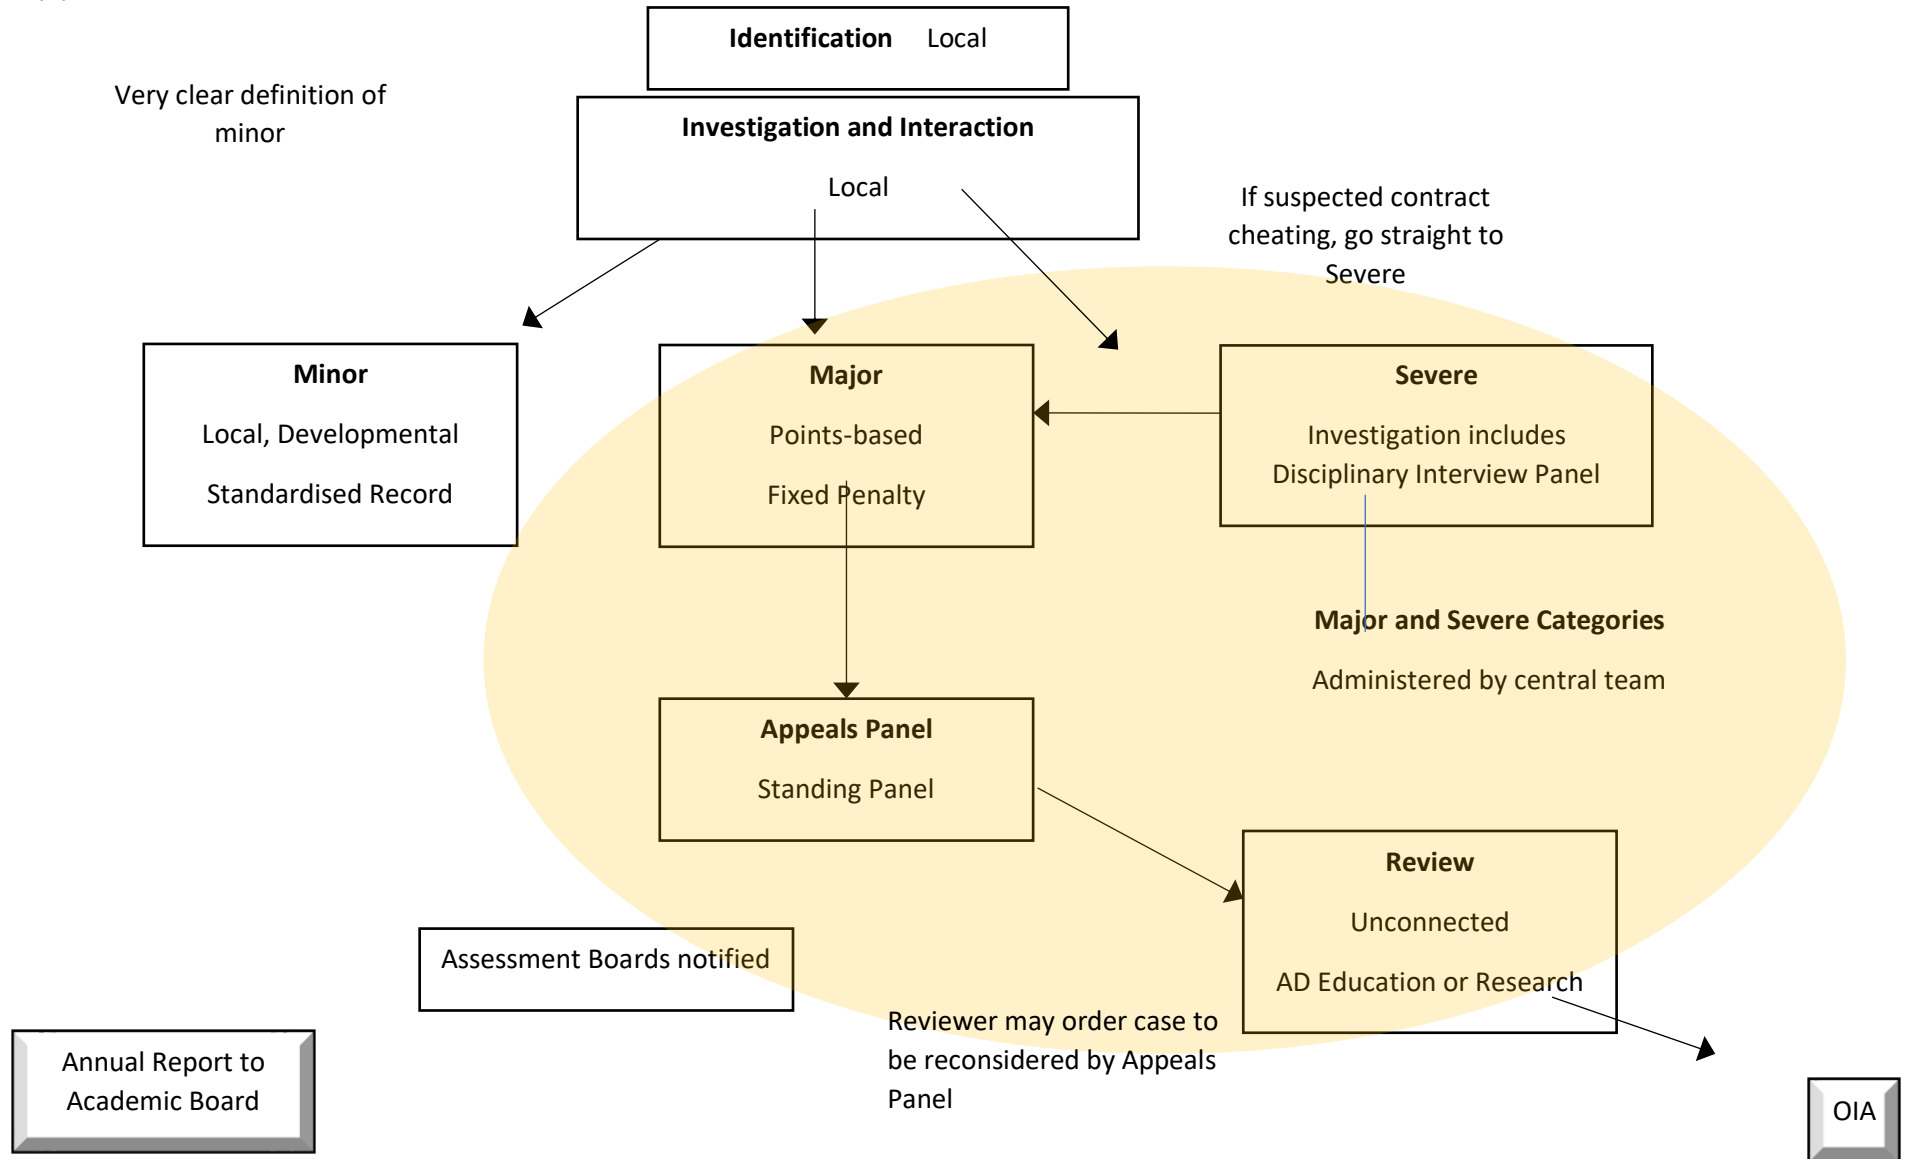 Identification Local
Very clear definition of
minor
Investigation and Interaction
Local
If suspected contract
cheating, go straight to
Severe
Minor
Local, Developmental
Standardised Record
Major
Points-based
Fixed Penalty
Severe
Investigation includes
Disciplinary Interview Panel
Major and Severe Categories
Administered by central team
Appeals Panel
Standing Panel
Review
Unconnected
AD Education or Research
Assessment Boards notified
Reviewer may order case to
be reconsidered by Appeals
Panel
Annual Report to
Academic Board
OIA